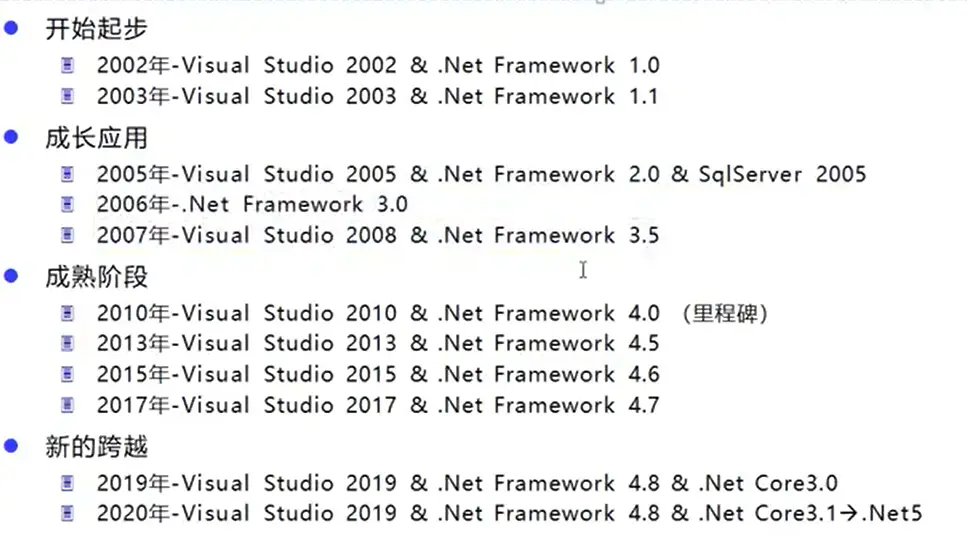 开始起步
2002年-Visual Studio 2002 & .Net Framework 1.0
2003年-Visual Studio 2003 & .Net Framework 1.1
成长应用
2005年-Visual Studio 2005 & .Net Framework 2.0 & SqlServer 2005
2006年-.Net Framework 3.0
2007年-Visual Studio 2008 & .Net Framework 3.5
成熟阶段
2010年-Visual Studio 2010 & .Net Framework 4.0 （里程碑）
2013年-Visual Studio 2013 & .Net Framework 4.5
2015年-Visual Studio 2015 & .Net Framework 4.6
2017年-Visual Studio 2017 & .Net Framework 4.7
新的跨越
2019年-Visual Studio 2019 & .Net Framework 4.8 & .Net Core3.0
2020年-Visual Studio 2019 & .Net Framework 4.8 & .Net Core3.1→.Net5